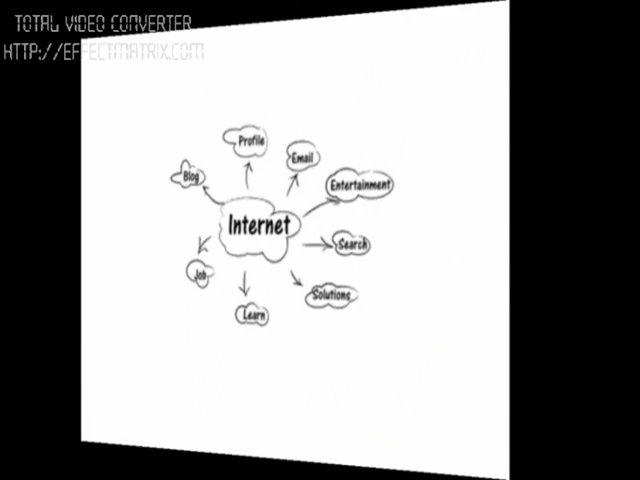 TOTAL VIDEO CONVERTER
HTTP://EFFECTMATRIX.COM
Profile
Email
Blog
Entertainment
Internet
Search
Job
Solutions
Learn